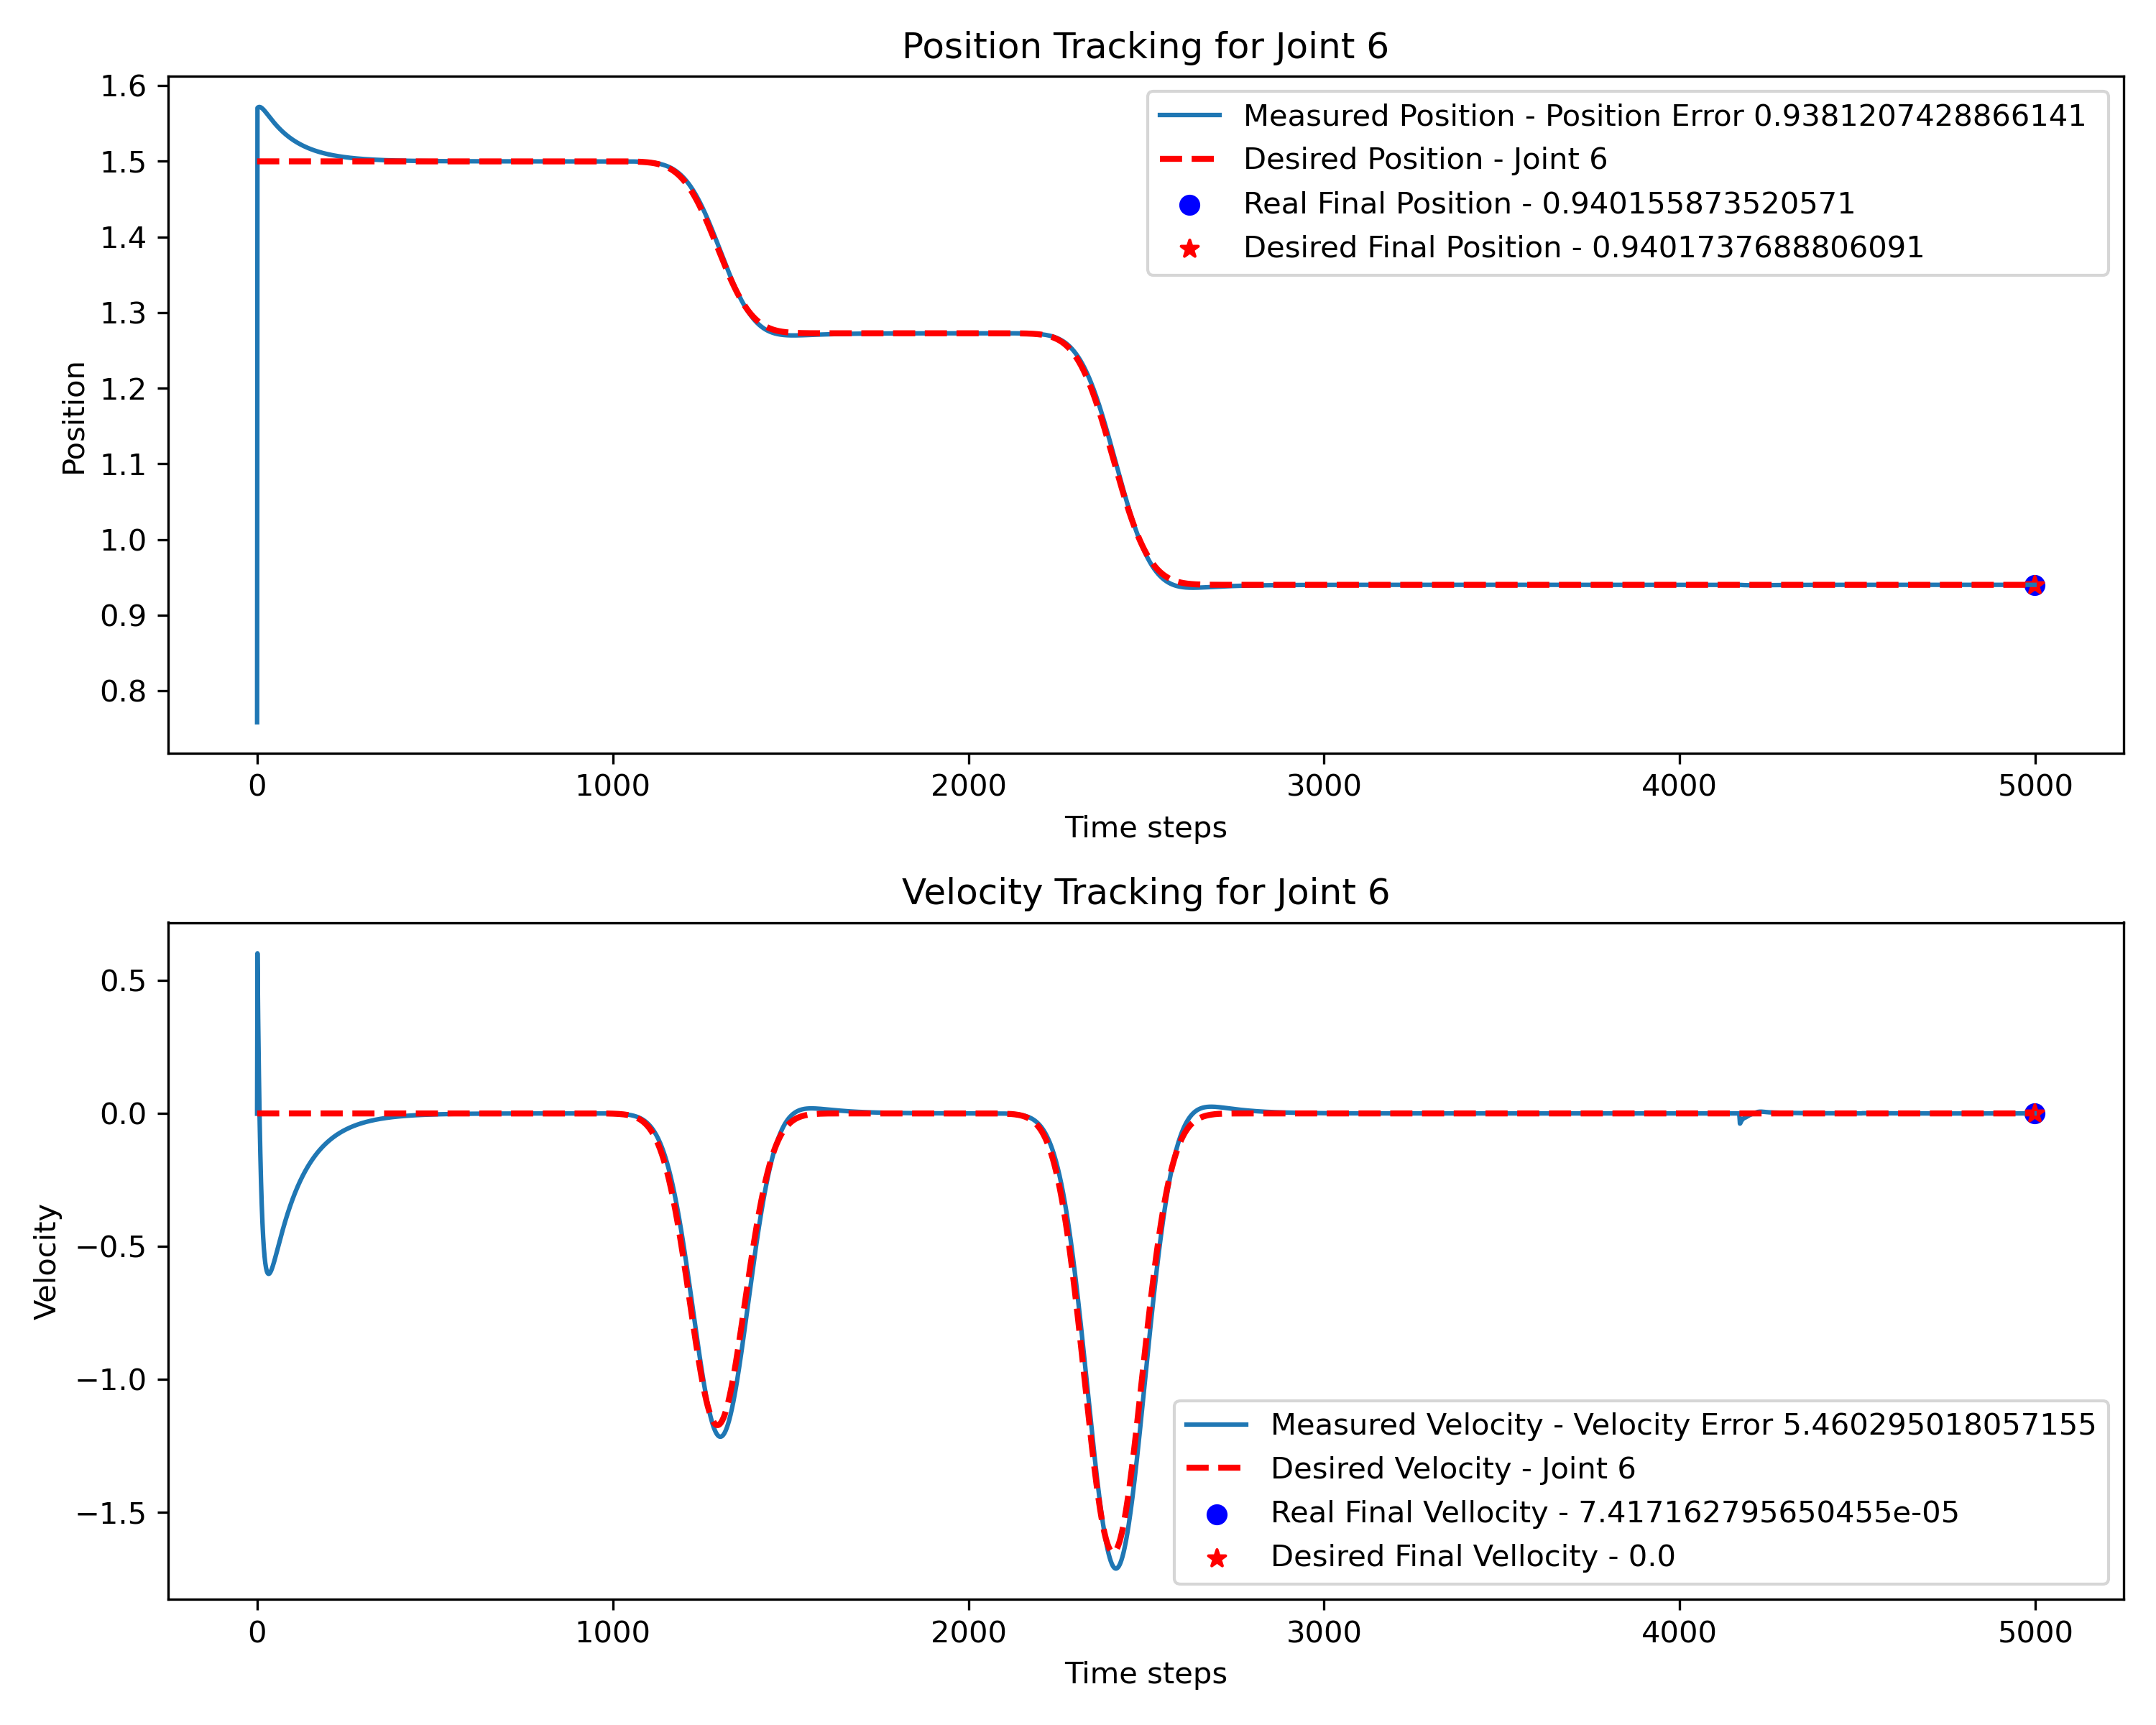 Position Tracking for Joint 6
1.6
1.5
1.4
1.3
1.2
1.1
1.0
0.9
0.8
Position
Measured Position - Position Error 0.9381207428866141
Desired Position - Joint 6
Real Final Position - 0.940155873520571
Desired Final Position - 0.9401737688806091
0 1000 2000 3000 4000 5000
Time steps
Velocity Tracking for Joint 6
0.5
0.0
−0.5
−1.0
−1.5
Velocity
Measured Velocity - Velocity Error 5.460295018057155
Desired Velocity - Joint 6
Real Final Vellocity - 7.417162795650455e-05
Desired Final Vellocity - 0.0
0 1000 2000 3000 4000 5000
Time steps